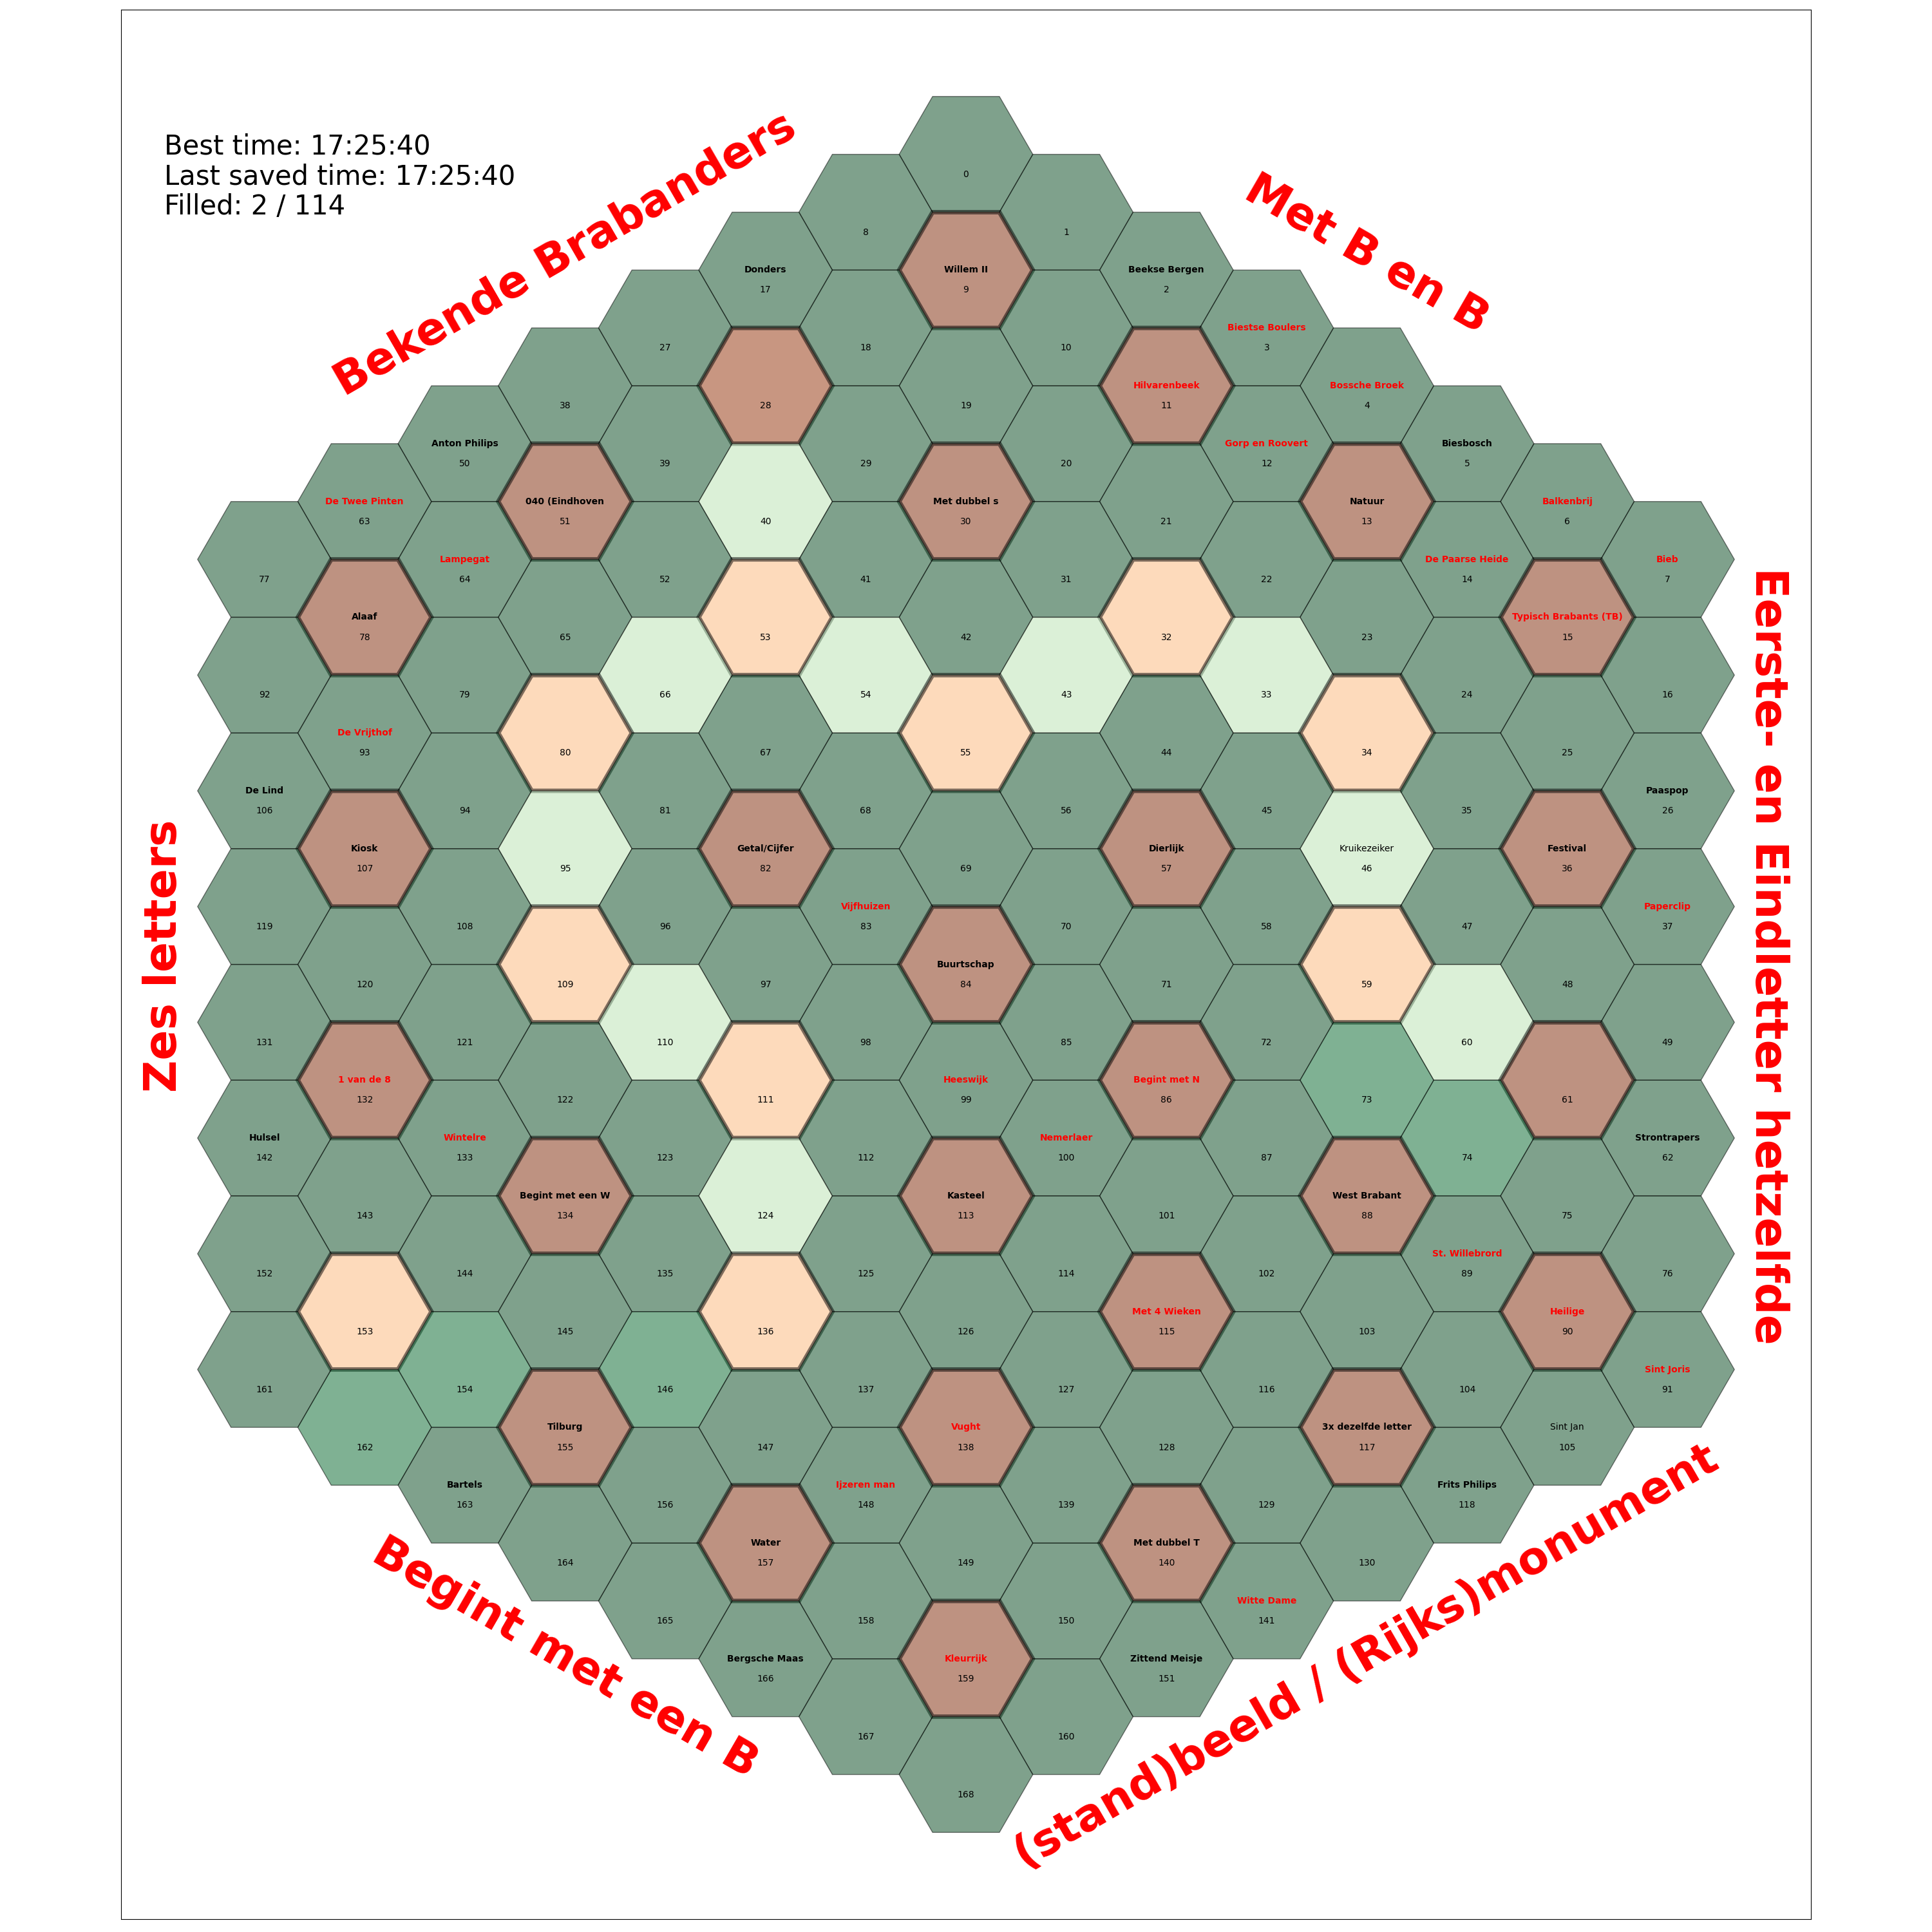 Best time: 17:25:40
Last saved time: 17:25:40
Filled: 2 / 114
Bekende Brabanders
Met B en B
Eerste- en Eindletter hetzelfde
(stand)beeld / (Rijks)monument
Begint met een B
Zes letters
0
8
1
Donders
17
Willem II
9
Beekse Bergen
2
27
18
10
Biestse Boulers
3
38
28
19
Hilvarenbeek
11
Bossche Broek
4
Anton Philips
50
39
29
20
Gorp en Roovert
12
Biesbosch
5
De Twee Pinten
63
040 (Eindhoven
51
40
Met dubbel s
30
21
Natuur
13
Balkenbrij
6
77
Lampegat
64
52
41
31
22
De Paarse Heide
14
Bieb
7
Alaaf
78
65
53
42
32
23
Typisch Brabants (TB)
15
92
79
66
54
43
33
24
16
De Vrijthof
93
80
67
55
44
34
25
De Lind
106
94
81
68
56
45
35
Paaspop
26
Kiosk
107
95
Getal/Cijfer
82
69
Dierlijk
57
Kruikezeiker
46
Festival
36
119
108
96
Vijfhuizen
83
70
58
47
Paperclip
37
120
109
97
Buurtschap
84
71
59
48
131
121
110
98
85
72
60
49
1 van de 8
132
122
111
Heeswijk
99
Begint met N
86
73
61
Hulsel
142
Wintelre
133
123
112
Nemerlaer
100
87
74
Strontrapers
62
143
Begint met een W
134
124
Kasteel
113
101
West Brabant
88
75
152
144
135
125
114
102
St. Willebrord
89
76
153
145
136
126
Met 4 Wieken
115
103
Heilige
90
161
154
146
137
127
116
104
Sint Joris
91
162
Tilburg
155
147
Vught
138
128
3x dezelfde letter
117
Sint Jan
105
Bartels
163
156
Ijzeren man
148
139
129
Frits Philips
118
164
Water
157
149
Met dubbel T
140
130
165
158
150
Witte Dame
141
Bergsche Maas
166
Kleurrijk
159
Zittend Meisje
151
167
160
168